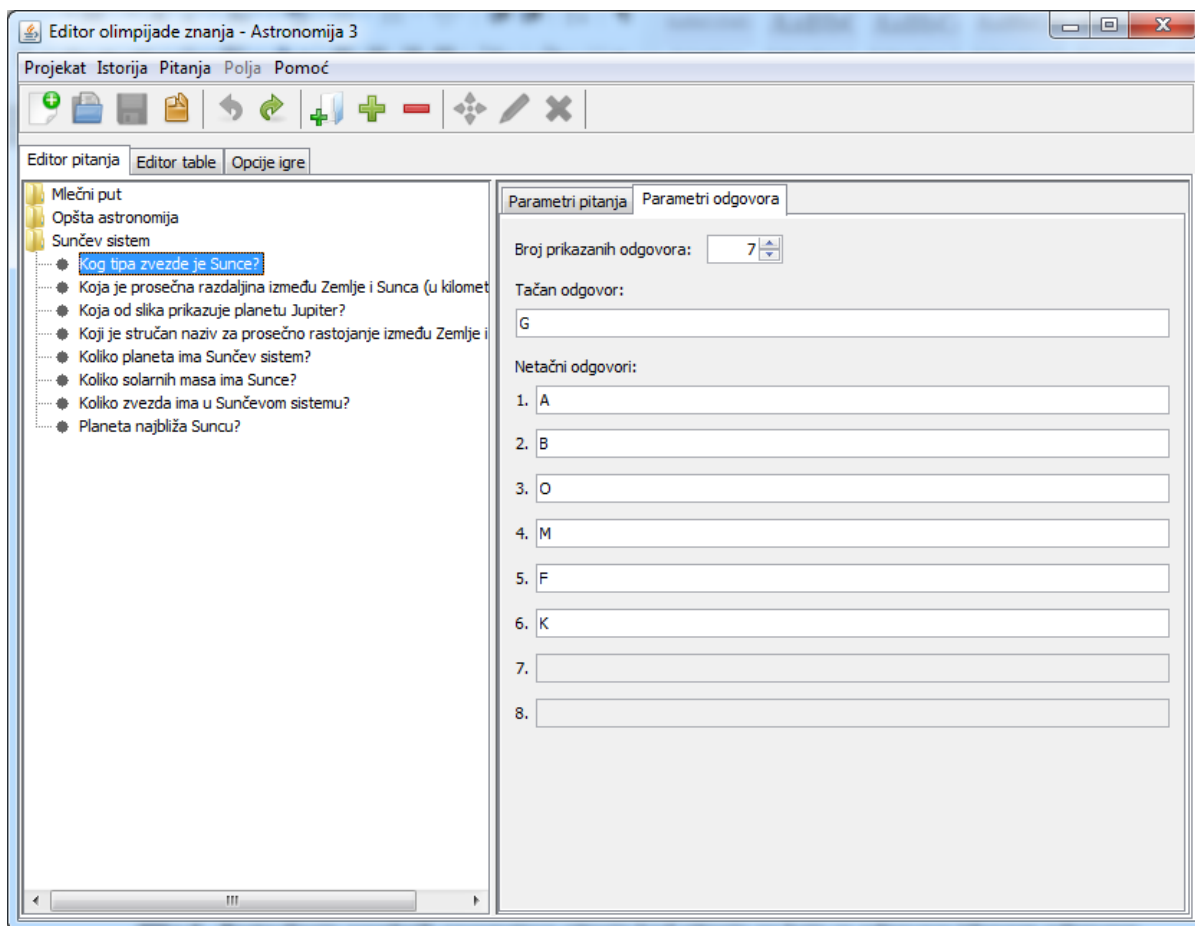 Editor olimpijade znanja - Astronomija 3
Projekat Istorija Pitanja Polja Pomoć
Editor pitanja Editor table Opcije igre
Mlečni put
Opšta astronomija
Sunčev sistem
Kog tipa zvezde je Sunce?
Koja je prosečna razdaljina između Zemlje i Sunca (u kilomet
Koja od slika prikazuje planetu Jupiter?
Koji je stručan naziv za prosečno rastojanje između Zemlje i
Koliko planeta ima Sunčev sistem?
Koliko solarnih masa ima Sunce?
Koliko zvezda ima u Sunčevom sistemu?
Planeta najbliža Suncu?
Parametri pitanja Parametri odgovora
Broj prikazanih odgovora: 7
Tačan odgovor:
G
Netačni odgovori:
1. A
2. B
3. O
4. M
5. F
6. K
7.
8.